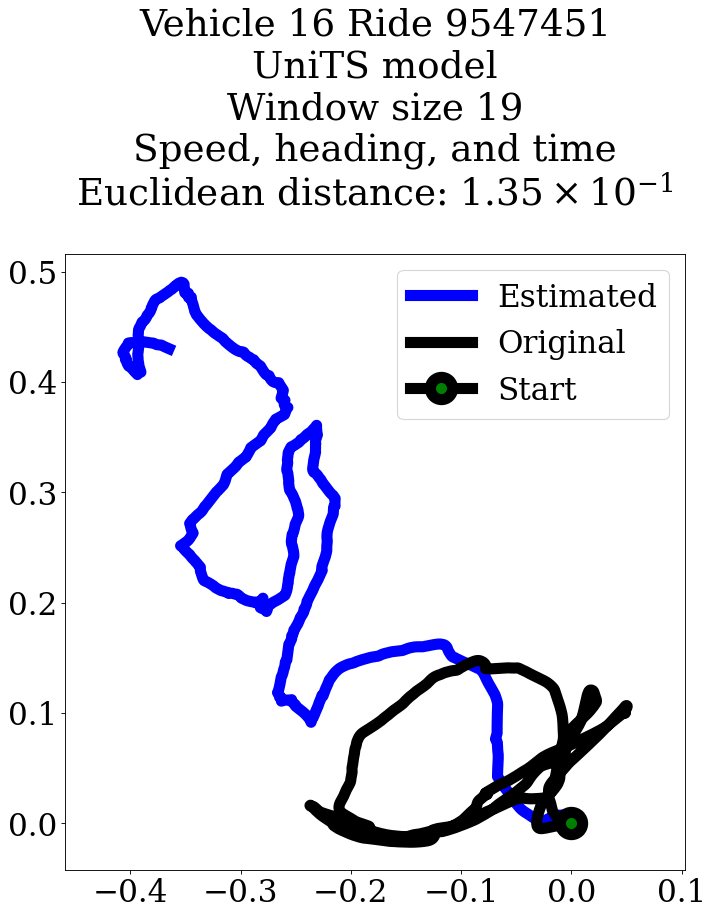 Vehicle 16 Ride 9547451
UniTS model
Window size 19
Speed, heading, and time
Euclidean distance: $1.35 \times 10^{-1}$
Estimated
Original
Start
0.5
0.4
0.3
0.2
0.1
0.0
−0.4 −0.3 −0.2 −0.1 0.0 0.1